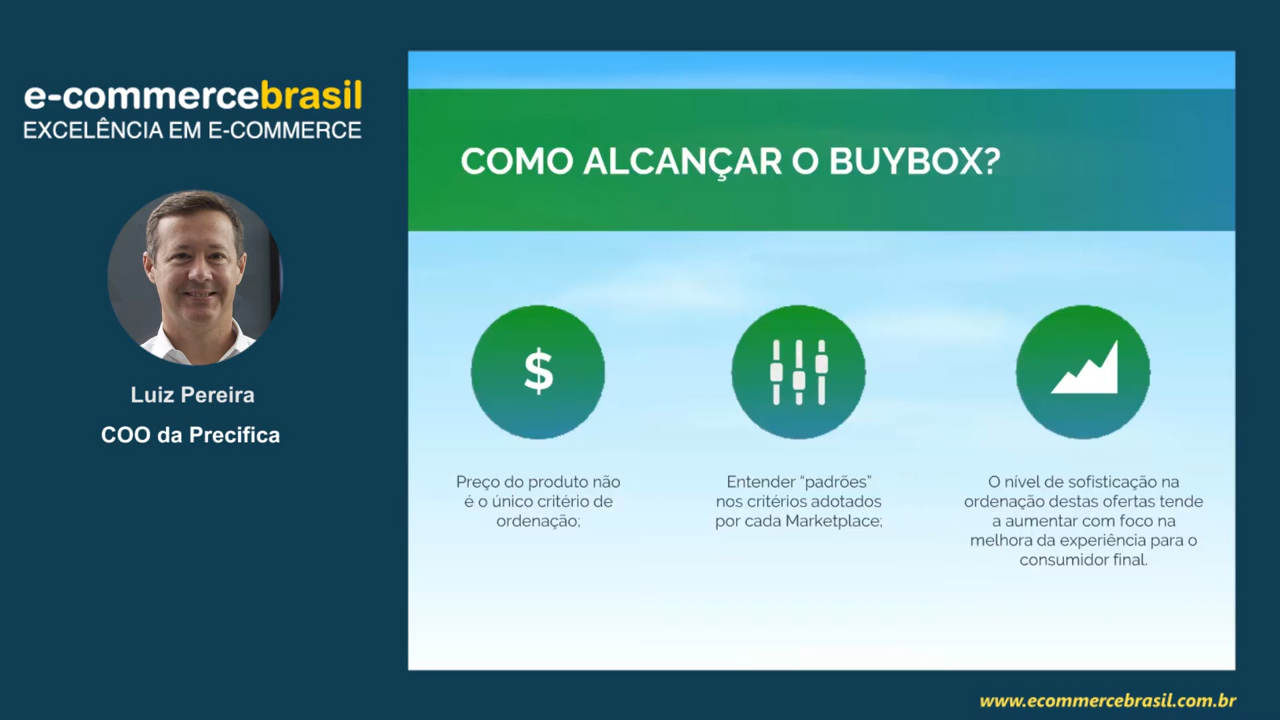 e-commercebrasil
EXCELÊNCIA EM E-COMMERCE
Luiz Pereira
COO da Precifica
COMO ALCANÇAR O BUYBOX?
$
Preço do produto não
é o único critério de
ordenação;
Entender “padrões”
nos critérios adotados
por cada Marketplace;
O nível de sofisticação na
ordenação destas ofertas tende
a aumentar com foco na
melhora da experiência para o
consumidor final.
www.ecommercebrasil.com.br